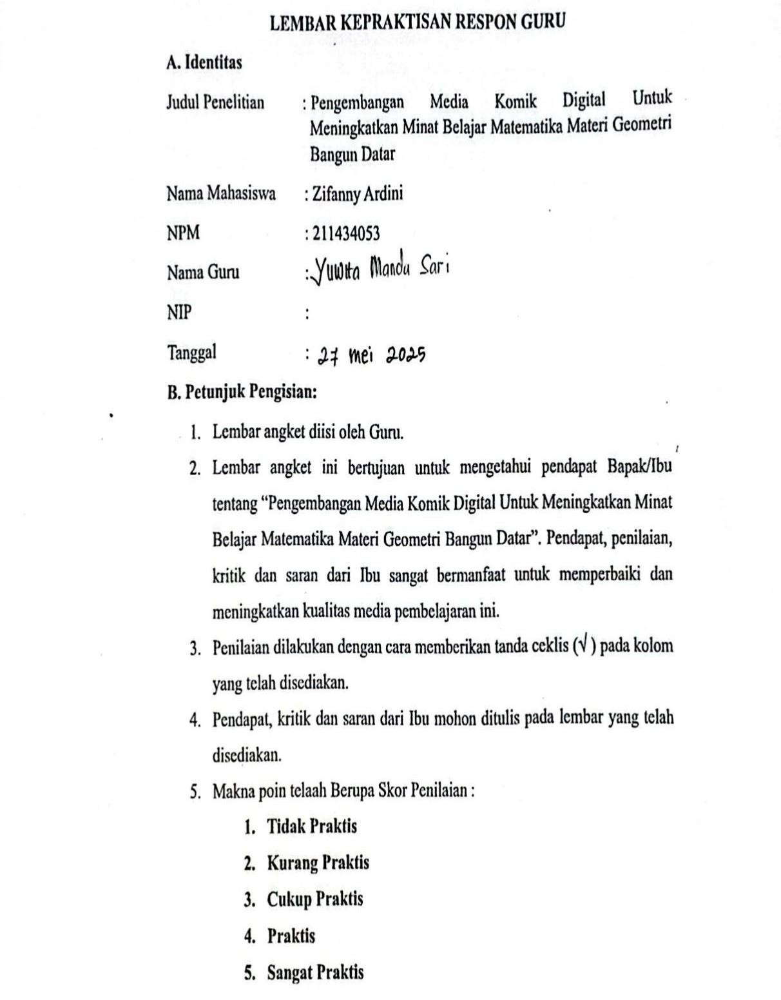 LEMBAR KEPRAKTISAN RESPON GURU
A. Identitas
Judul Penelitian : Pengembangan Media Komik Digital Untuk
Meningkatkan Minat Belajar Matematika Materi Geometri
Bangun Datar
Nama Mahasiswa : Zifanny Ardini
NPM : 211434053
Nama Guru : Yuwita Manda Sari
NIP :
Tanggal : 27 mei 2025
B. Petunjuk Pengisian:
1. Lembar angket diisi oleh Guru.
2. Lembar angket ini bertujuan untuk mengetahui pendapat Bapak/Ibu
tentang “Pengembangan Media Komik Digital Untuk Meningkatkan Minat
Belajar Matematika Materi Geometri Bangun Datar”. Pendapat, penilaian,
kritik dan saran dari Ibu sangat bermanfaat untuk memperbaiki dan
meningkatkan kualitas media pembelajaran ini.
3. Penilaian dilakukan dengan cara memberikan tanda ceklis (√ ) pada kolom
yang telah disediakan.
4. Pendapat, kritik dan saran dari Ibu mohon ditulis pada lembar yang telah
disediakan.
5. Makna poin telaah Berupa Skor Penilaian :
1. Tidak Praktis
2. Kurang Praktis
3. Cukup Praktis
4. Praktis
5. Sangat Praktis